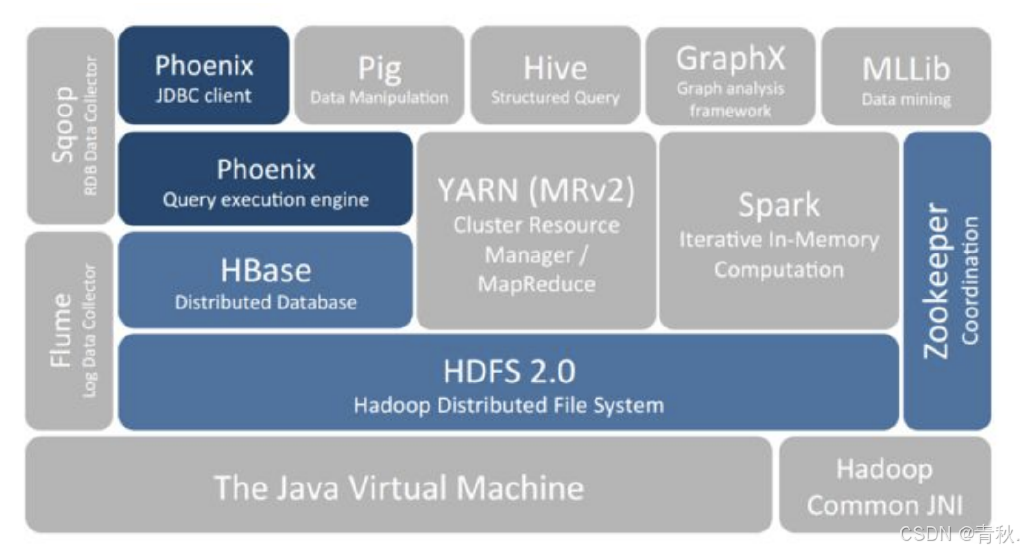 Sqoop
RDB Data Collector
Phoenix
JDBC client
Pig
Data Manipulation
Hive
Structured Query
GraphX
Graph analysis
framework
MLLib
Data mining
Phoenix
Query execution engine
YARN (MRv2)
Cluster Resource
Manager /
MapReduce
Spark
Iterative In-Memory
Computation
Zookeeper
Coordination
Flume
Log Data Collector
HBase
Distributed Database
HDFS 2.0
Hadoop Distributed File System
The Java Virtual Machine
Hadoop
Common JNI
CSDN @青秋.